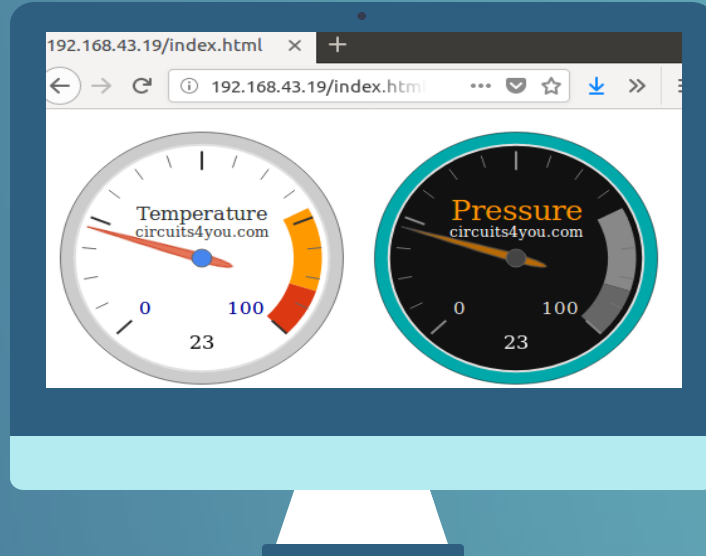 192.168.43.19/index.html
192.168.43.19/index.htm
Temperature
circuits4you.com
0 100
23
Pressure
circuits4you.com
0 100
23